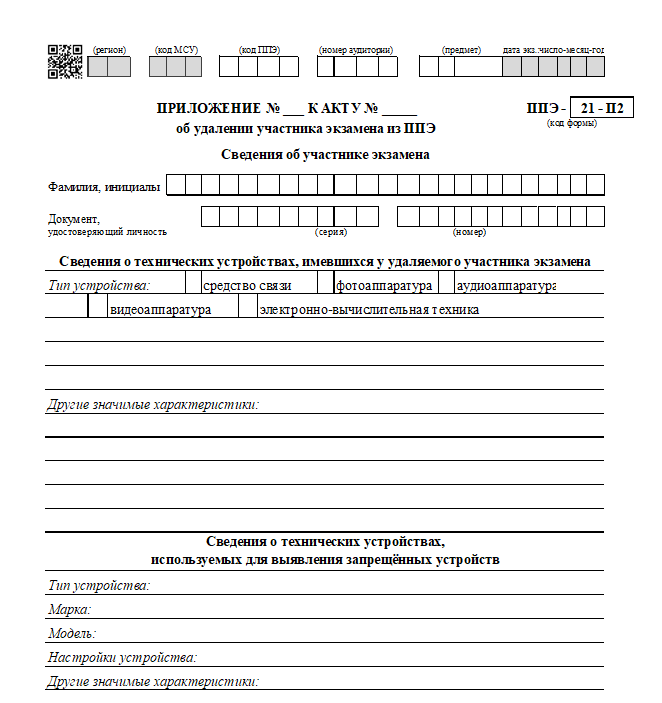 (регион) (код МСУ) (код ППЭ) (номер аудитории) (предмет) дата экз.:число-месяц-год
ПРИЛОЖЕНИЕ № ___ К АКТУ № _____ ППЭ - 21 - П2
(код формы)
об удалении участника экзамена из ППЭ
Сведения об участнике экзамена
Фамилия, инициалы
Документ,
удостоверяющий личность (серия) (номер)
Сведения о технических устройствах, имевшихся у удаляемого участника экзамена
Тип устройства: средство связи фотоаппаратура аудиоаппаратура
видеоаппаратура электронно-вычислительная техника
Другие значимые характеристики:
Сведения о технических устройствах,
используемых для выявления запрещённых устройств
Тип устройства:
Марка:
Модель:
Настройки устройства:
Другие значимые характеристики: